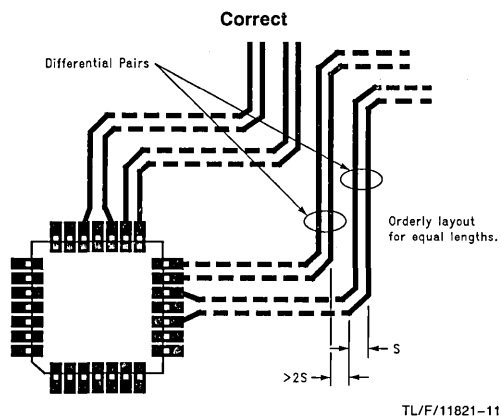 Correct
Differential Pairs
Orderly layout
for equal lengths.
S
>2S
TL/F/11821-11